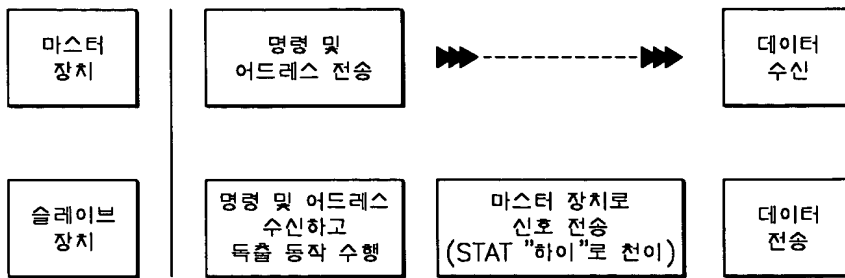 마스터
장치
명령 및
어드레스 전송
데이터
수신
슬레이브
장치
명령 및 어드레스
수신하고
독출 동작 수행
마스터 장치로
신호 전송
(STAT "하이"로 천이)
데이터
전송